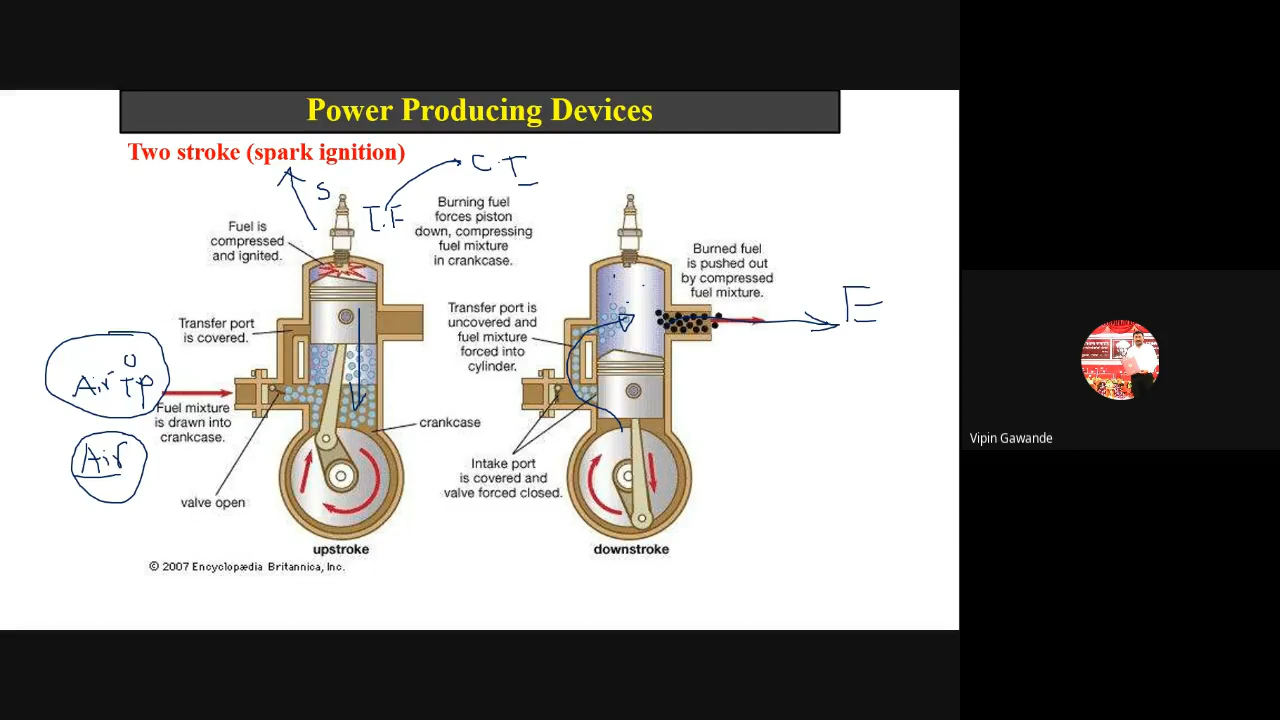 Power Producing Devices
Two stroke (spark ignition)
C.I
S
I.F
Fuel is
compressed
and ignited.
Burning fuel
forces piston
down, compressing
fuel mixture
in crankcase.
Burned fuel
is pushed out
by compressed
fuel mixture.
E
Transfer port
is covered.
Transfer port is
uncovered and
fuel mixture
forced into
cylinder.
Air
Fuel mixture
is drawn into
crankcase.
Air
crankcase
valve open
Intake port
is covered and
valve forced closed.
upstroke
downstroke
© 2007 Encyclopædia Britannica, Inc.
Vipin Gawande